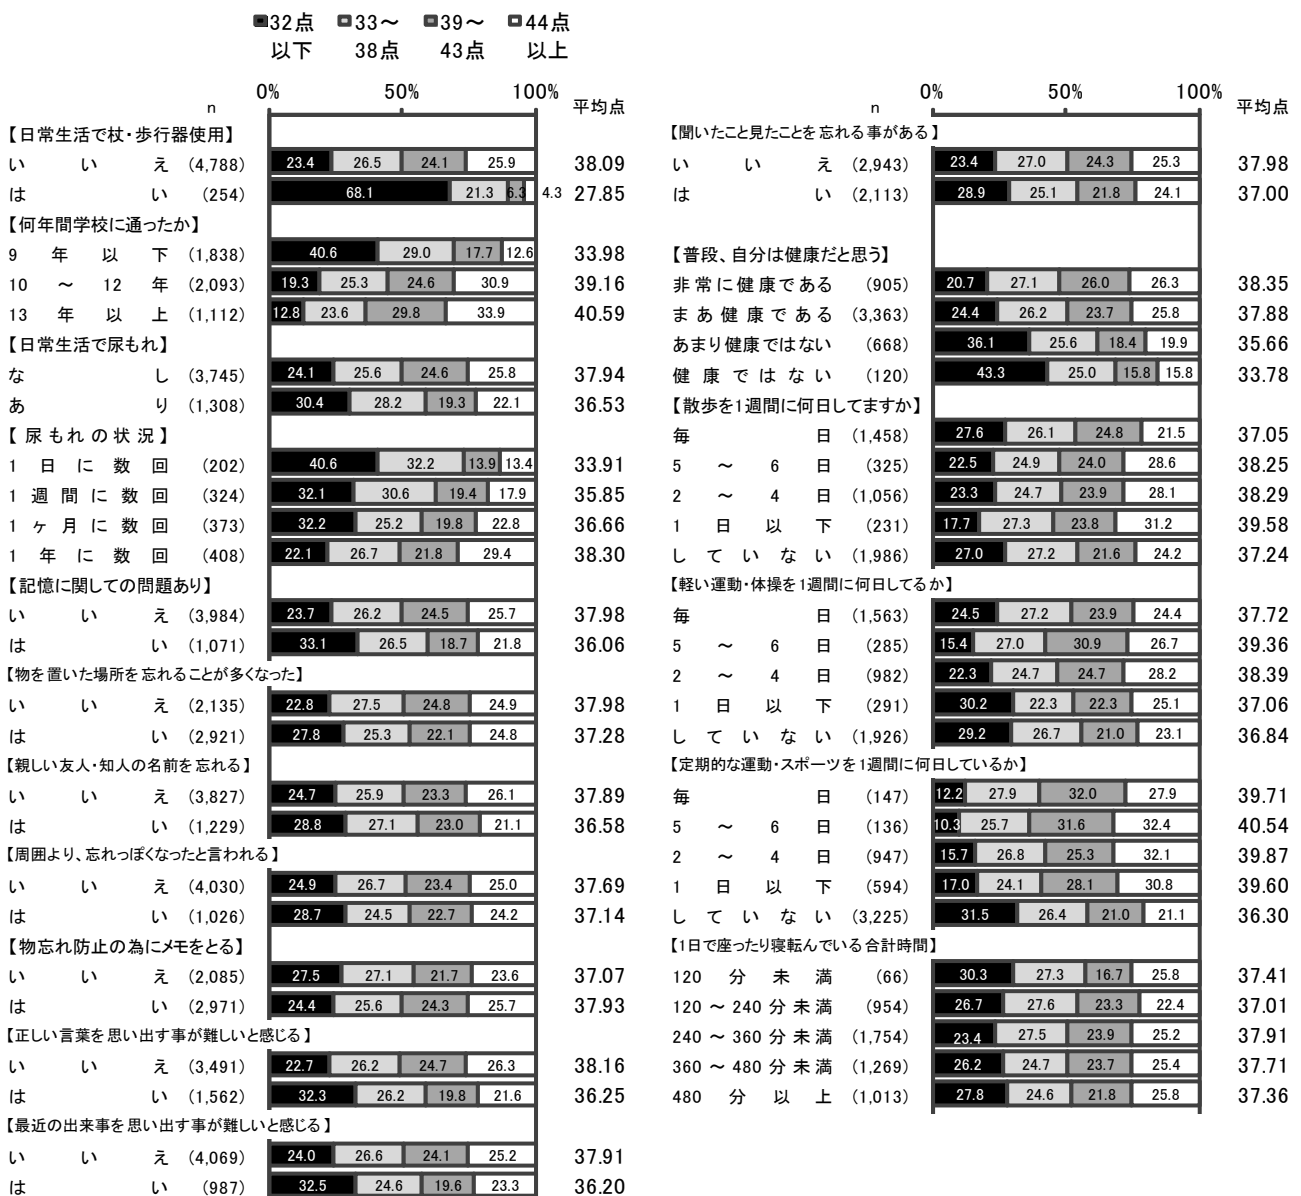 ■32点以下 □33～38点 ■39～43点 □44点以上
n 0% 50% 100% 平均点
【日常生活で杖・歩行器使用】
いいえ (4,788) 23.4 26.5 24.1 25.9 38.09
はい (254) 68.1 21.3 6.3 4.3 27.85
【何年間学校に通ったか】
9年以下 (1,838) 40.6 29.0 17.7 12.6 33.98
10～12年 (2,093) 19.3 25.3 24.6 30.9 39.16
13年以上 (1,112) 12.8 23.6 29.8 33.9 40.59
【日常生活で尿もれ】
なし (3,745) 24.1 25.6 24.6 25.8 37.94
あり (1,308) 30.4 28.2 19.3 22.1 36.53
【尿もれの状況】
1日に数回 (202) 40.6 32.2 13.9 13.4 33.91
1週間に数回 (324) 32.1 30.6 19.4 17.9 35.85
1ヶ月に数回 (373) 32.2 25.2 19.8 22.8 36.66
1年に数回 (408) 22.1 26.7 21.8 29.4 38.30
【記憶に関しての問題あり】
いいえ (3,984) 23.7 26.2 24.5 25.7 37.98
はい (1,071) 33.1 26.5 18.7 21.8 36.06
【物を置いた場所を忘れることが多くなった】
いいえ (2,135) 22.8 27.5 24.8 24.9 37.98
はい (2,921) 27.8 25.3 22.1 24.8 37.28
【親しい友人・知人の名前を忘れる】
いいえ (3,827) 24.7 25.9 23.3 26.1 37.89
はい (1,229) 28.8 27.1 23.0 21.1 36.58
【周囲より、忘れっぽくなったと言われる】
いいえ (4,030) 24.9 26.7 23.4 25.0 37.69
はい (1,026) 28.7 24.5 22.7 24.2 37.14
【物忘れ防止の為にメモをとる】
いいえ (2,085) 27.5 27.1 21.7 23.6 37.07
はい (2,971) 24.4 25.6 24.3 25.7 37.93
【正しい言葉を思い出す事が難しいと感じる】
いいえ (3,491) 22.7 26.2 24.7 26.3 38.16
はい (1,562) 32.3 26.2 19.8 21.6 36.25
【最近の出来事を思い出す事が難しいと感じる】
いいえ (4,069) 24.0 26.6 24.1 25.2 37.91
はい (987) 32.5 24.6 19.6 23.3 36.20
n 0% 50% 100% 平均点
【聞いたこと見たことを忘れる事がある】
いいえ (2,943) 23.4 27.0 24.3 25.3 37.98
はい (2,113) 28.9 25.1 21.8 24.1 37.00
【普段、自分は健康だと思う】
非常に健康である (905) 20.7 27.1 26.0 26.3 38.35
まあ健康である (3,363) 24.4 26.2 23.7 25.8 37.88
あまり健康ではない (668) 36.1 25.6 18.4 19.9 35.66
健康ではない (120) 43.3 25.0 15.8 15.8 33.78
【散歩を1週間に何日してますか】
毎日 (1,458) 27.6 26.1 24.8 21.5 37.05
5～6日 (325) 22.5 24.9 24.0 28.6 38.25
2～4日 (1,056) 23.3 24.7 23.9 28.1 38.29
1日以下 (231) 17.7 27.3 23.8 31.2 39.58
していない (1,986) 27.0 27.2 21.6 24.2 37.24
【軽い運動・体操を1週間に何日してるか】
毎日 (1,563) 24.5 27.2 23.9 24.4 37.72
5～6日 (285) 15.4 27.0 30.9 26.7 39.36
2～4日 (982) 22.3 24.7 24.7 28.2 38.39
1日以下 (291) 30.2 22.3 22.3 25.1 37.06
していない (1,926) 29.2 26.7 21.0 23.1 36.84
【定期的な運動・スポーツを1週間に何日しているか】
毎日 (147) 12.2 27.9 32.0 27.9 39.71
5～6日 (136) 10.3 25.7 31.6 32.4 40.54
2～4日 (947) 15.7 26.8 25.3 32.1 39.87
1日以下 (594) 17.0 24.1 28.1 30.8 39.60
していない (3,225) 31.5 26.4 21.0 21.1 36.30
【1日で座ったり寝転んでいる合計時間】
120分未満 (66) 30.3 27.3 16.7 25.8 37.41
120～240分未満 (954) 26.7 27.6 23.3 22.4 37.01
240～360分未満 (1,754) 23.4 27.5 23.9 25.2 37.91
360～480分未満 (1,269) 26.2 24.7 23.7 25.4 37.71
480分以上 (1,013) 27.8 24.6 21.8 25.8 37.36